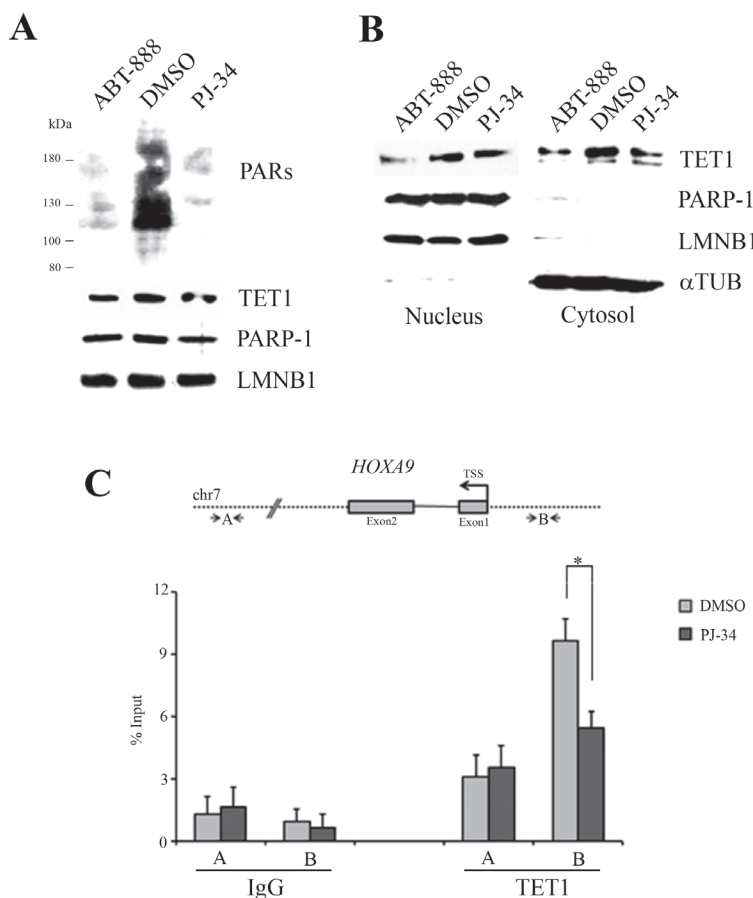 A
ABT-888 DMSO PJ-34
kDa
180
130
100
80
PARs
TET1
PARP-1
LMNB1
B
ABT-888 DMSO PJ-34 ABT-888 DMSO PJ-34
TET1
PARP-1
LMNB1
αTUB
Nucleus Cytosol
C
HOXA9
TSS
chr7
A Exon2 Exon1 B
12
9
6
3
0
% Input
*
DMSO
PJ-34
A B A B
IgG TET1